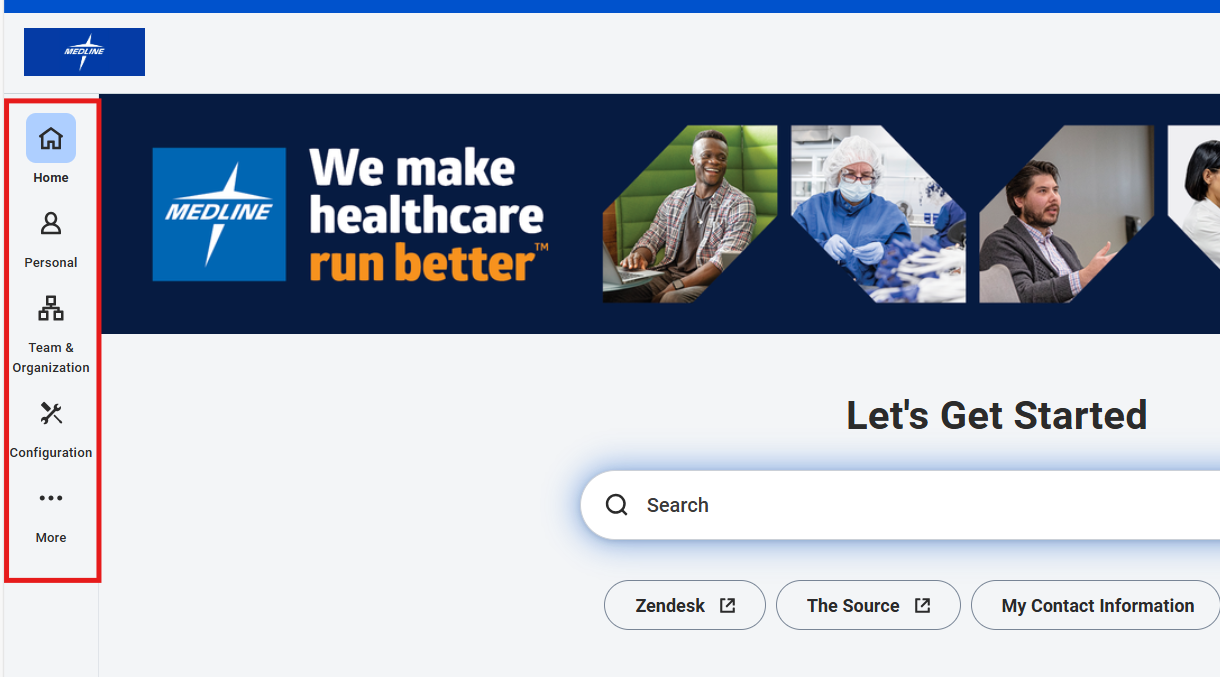 MEDLINE
Home
Personal
Team &
Organization
Configuration
More
MEDLINE
We make
healthcare
run better™
Let's Get Started
Search
Zendesk
The Source
My Contact Information